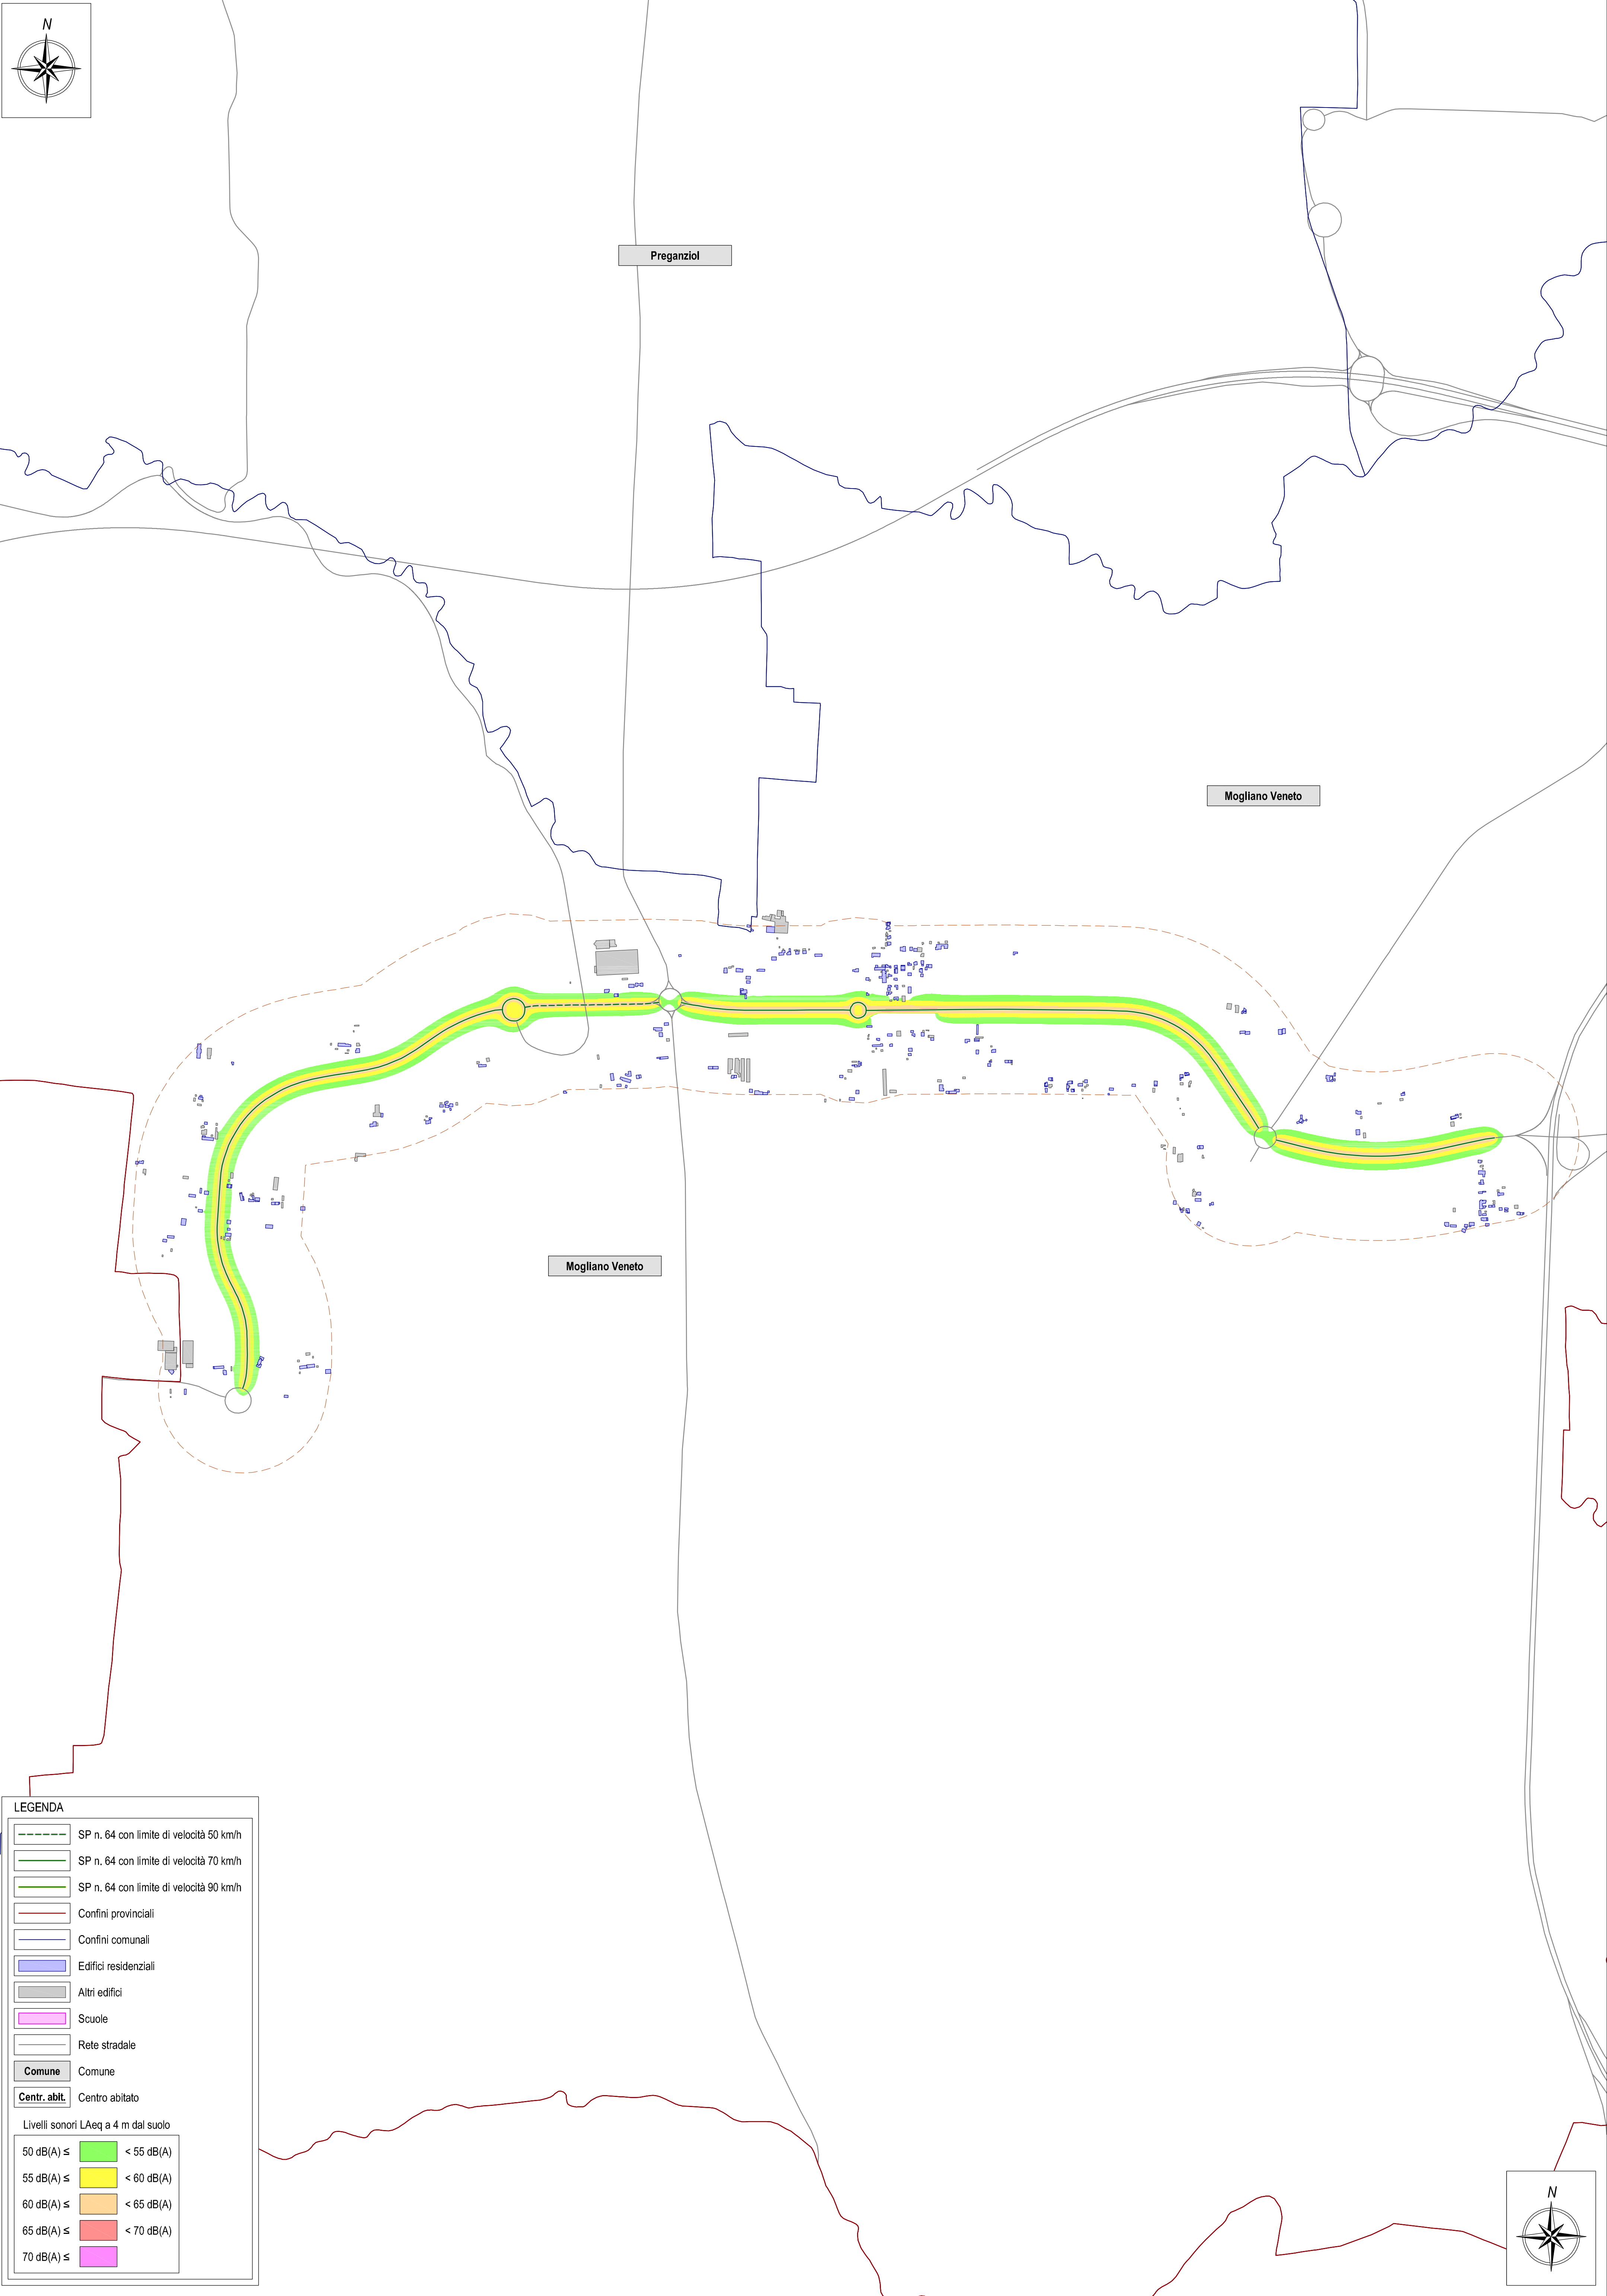 N
Preganziol
Mogliano Veneto
Mogliano Veneto
LEGENDA
SP n. 64 con limite di velocità 50 km/h
SP n. 64 con limite di velocità 70 km/h
SP n. 64 con limite di velocità 90 km/h
Confini provinciali
Confini comunali
Edifici residenziali
Altri edifici
Scuole
Rete stradale
Comune Comune
Centr. abit. Centro abitato
Livelli sonori LAeq a 4 m dal suolo
50 dB(A) ≤ < 55 dB(A)
55 dB(A) ≤ < 60 dB(A)
60 dB(A) ≤ < 65 dB(A)
65 dB(A) ≤ < 70 dB(A)
70 dB(A) ≤
N